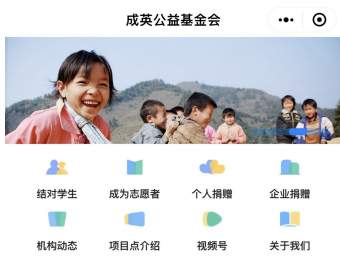 成英公益基金会
结对学生 成为志愿者 个人捐赠 企业捐赠
机构动态 项目点介绍 视频号 关于我们